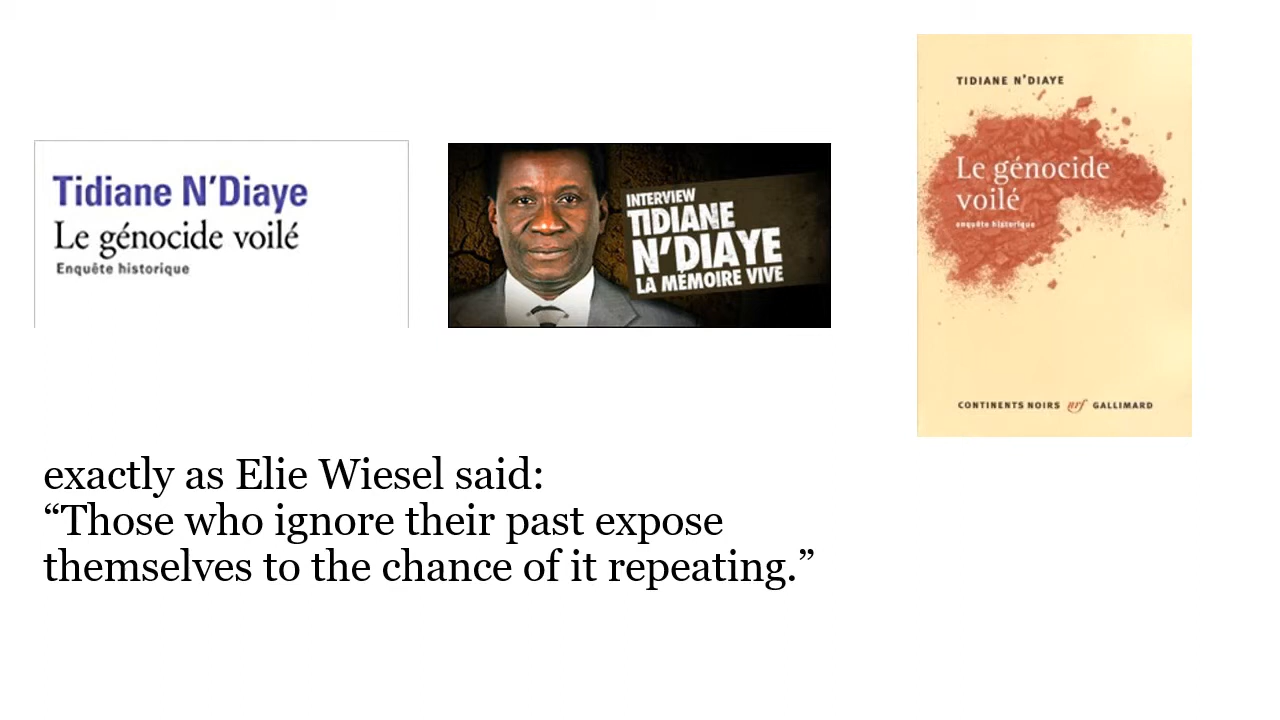 Tidiane N'Diaye
Le génocide voilé
Enquête historique
INTERVIEW
TIDIANE
N'DIAYE
LA MÉMOIRE VIVE
TIDIANE N'DIAYE
Le génocide
voilé
enquête historique
CONTINENTS NOIRS nrf GALLIMARD
exactly as Elie Wiesel said:
“Those who ignore their past expose
themselves to the chance of it repeating.”